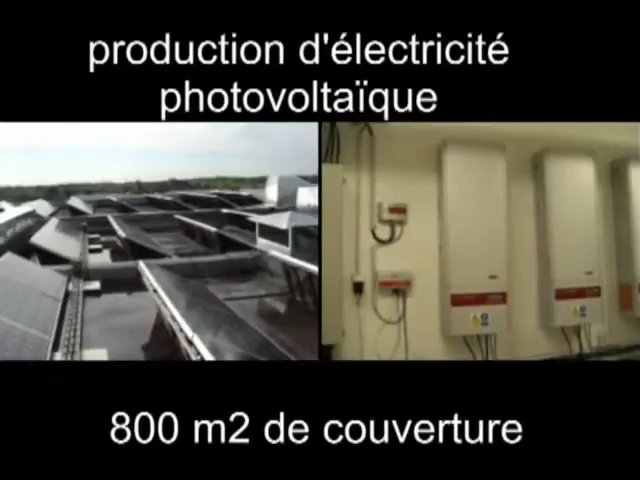 production d'électricité
photovoltaïque
800 m2 de couverture